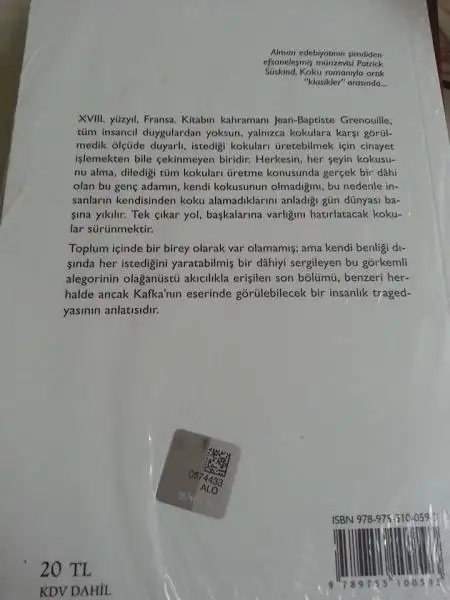 Alman edebiyatının şimdiden
efsaneleşmiş münzevisi Patrick
Süskind, Koku romanıyla artık
"klasikler" arasında...
XVIII. yüzyıl, Fransa. Kitabın kahramanı Jean-Baptiste Grenouille,
tüm insancıl duygulardan yoksun, yalnızca kokulara karşı görül-
medik ölçüde duyarlı, istediği kokuları üretebilmek için cinayet
işlemekten bile çekinmeyen biridir. Herkesin, her şeyin kokusu-
nu alma, dilediği tüm kokuları üretme konusunda gerçek bir dâhi
olan bu genç adamın, kendi kokusunun olmadığını, bu nedenle in-
sanların kendisinden koku alamadıklarını anladığı gün dünyası ba-
şına yıkılır. Tek çıkar yol, başkalarına varlığını hatırlatacak koku-
lar sürünmektir.
Toplum içinde bir birey olarak var olamamış; ama kendi benliği dı-
şında her istediğini yaratabilmiş bir dâhiyi sergileyen bu görkemli
alegorinin olağanüstü akıcılıkla erişilen son bölümü, benzeri her-
halde ancak Kafka'nın eserinde görülebilecek bir insanlık traged-
yasının anlatısıdır.
0574433
ALO
ISBN 978-975-510-059-
20 TL
KDV DAHİL
9 789755 10059